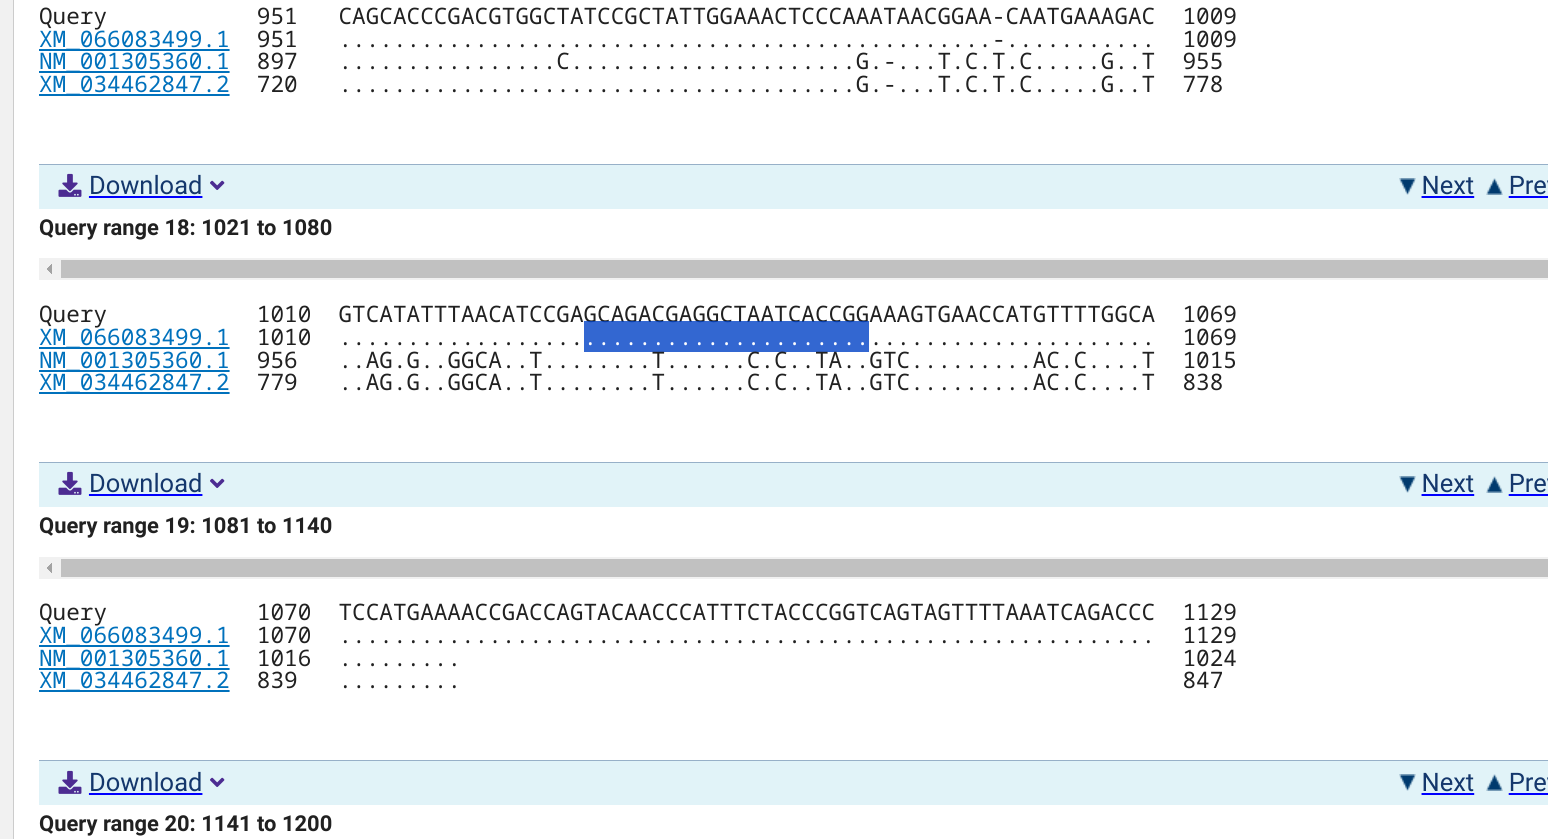 Query 951 CAGCACCCGACGTGGCTATCCGCTATTGGAAACTCCCAAATAACGGAA-CAATGAAAGAC 1009
XM_066083499.1 951 ................................................-........... 1009
NM_001305360.1 897 ................C.....................G.-...T.C.T.C.....G..T 955
XM_034462847.2 720 ......................................G.-...T.C.T.C.....G..T 778
Download
Next Pre
Query range 18: 1021 to 1080
Query 1010 GTCATATTTAACATCCGAGCAGACGAGGCTAATCACCGGAAAGTGAACCATGTTTTGGCA 1069
XM_066083499.1 1010 ............................................................ 1069
NM_001305360.1 956 ..AG.G..GGCA..T........T......C.C..TA..GTC.........AC.C....T 1015
XM_034462847.2 779 ..AG.G..GGCA..T........T......C.C..TA..GTC.........AC.C....T 838
Download
Next Pre
Query range 19: 1081 to 1140
Query 1070 TCCATGAAAACCGACCAGTACAACCCATTTCTACCCGGTCAGTAGTTTTAAATCAGACCC 1129
XM_066083499.1 1070 ............................................................ 1129
NM_001305360.1 1016 ......... 1024
XM_034462847.2 839 ......... 847
Download
Next Pre
Query range 20: 1141 to 1200